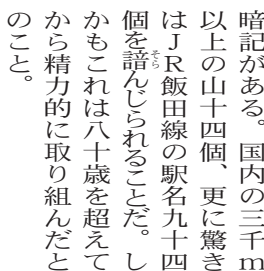 暗記がある。国内の三千m
以上の山十四個、更に驚き
はＪＲ飯田線の駅名九十四
個を諳んじられることだ。し
かもこれは八十歳を超えて
から精力的に取り組んだと
のこと。